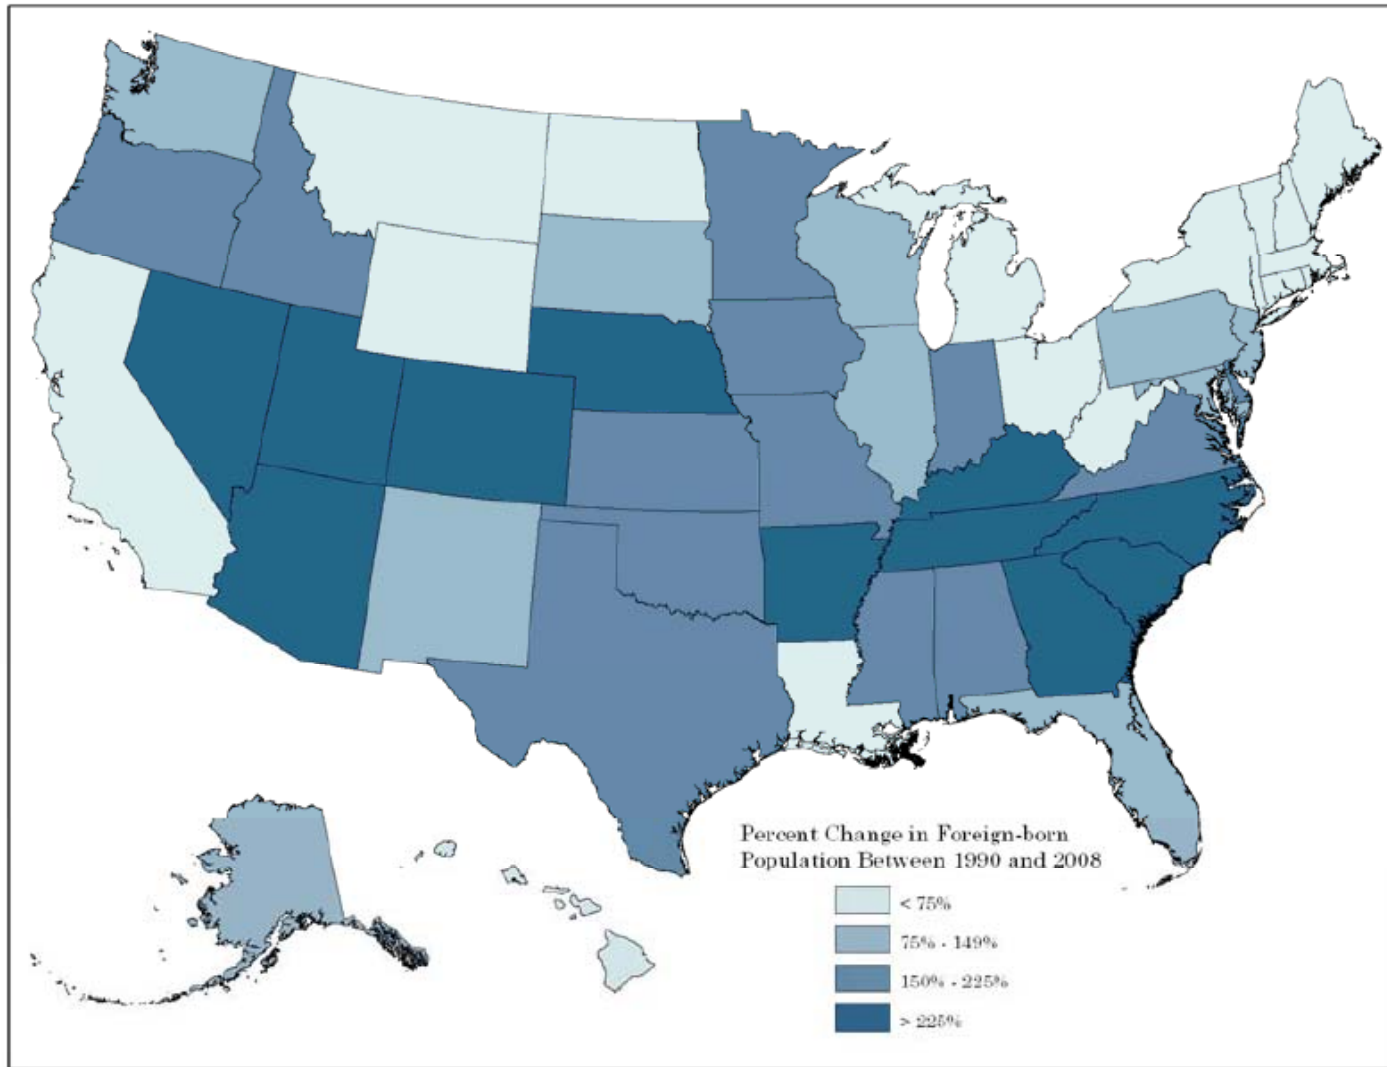 Percent Change in Foreign-born
Population Between 1990 and 2008
< 75%
75% - 149%
150% - 225%
> 225%